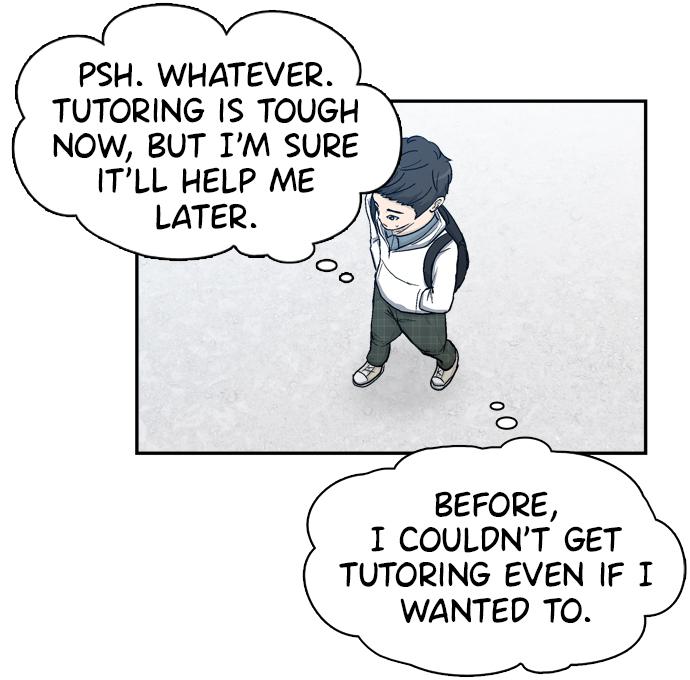 PSH. WHATEVER.
TUTORING IS TOUGH
NOW, BUT I'M SURE
IT'LL HELP ME
LATER.
BEFORE,
I COULDN'T GET
TUTORING EVEN IF I
WANTED TO.